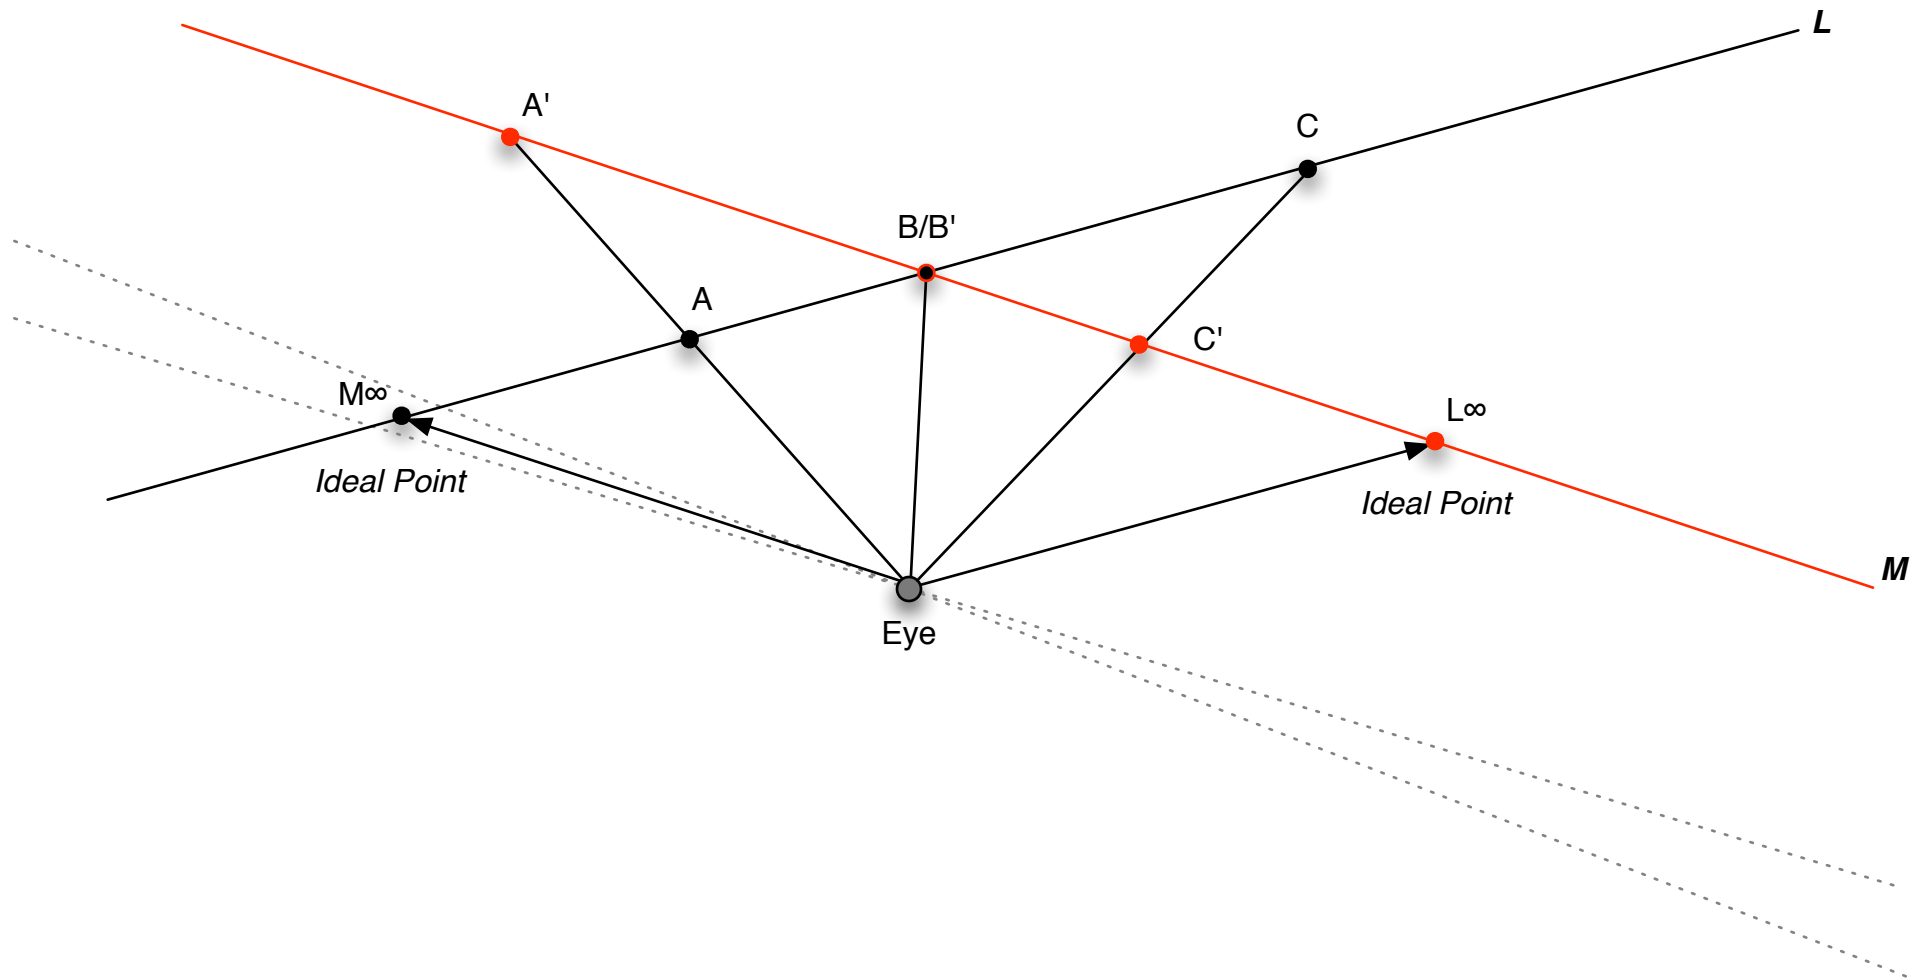 L
A'
C
B/B'
A
C'
M∞
L∞
Ideal Point
Ideal Point
M
Eye